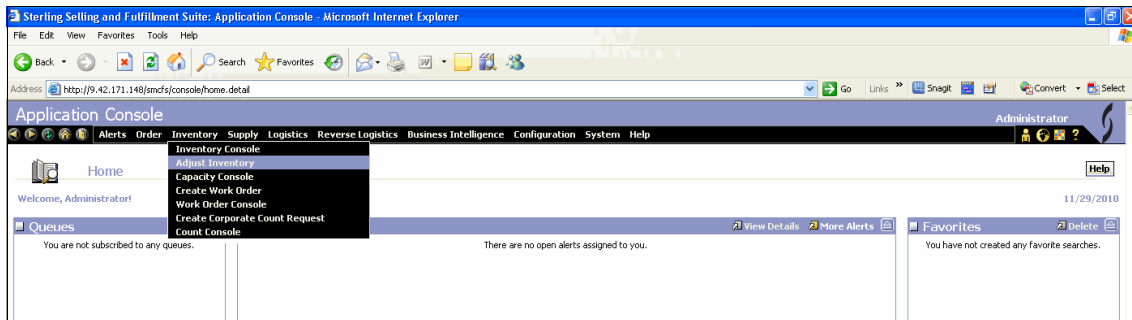 Sterling Selling and Fulfillment Suite: Application Console - Microsoft Internet Explorer
File Edit View Favorites Tools Help
Back Search Favorites
Address http://9.42.171.148/smcfs/console/home.detail Go Links » Snagit Convert Select
Application Console Administrator
Alerts Order Inventory Supply Logistics Reverse Logistics Business Intelligence Configuration System Help
Inventory Console
Adjust Inventory
Capacity Console
Create Work Order
Work Order Console
Create Corporate Count Request
Count Console
Home Help
Welcome, Administrator! 11/29/2010
Queues View Details More Alerts Favorites Delete
You are not subscribed to any queues. There are no open alerts assigned to you. You have not created any favorite searches.